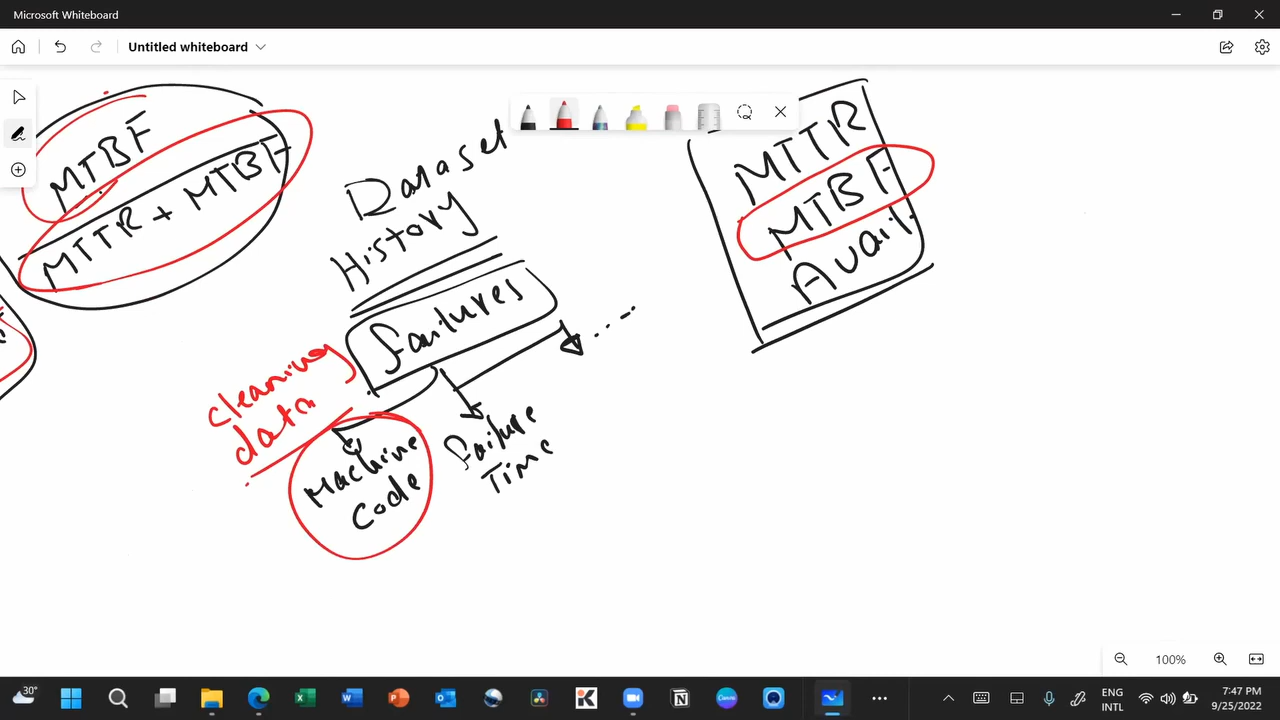 Microsoft Whiteboard
Untitled whiteboard
MTBF
MTTR + MTBF
Dataset
History
failures
cleaning
data
Machine
Code
failure
Time
MTTR
MTBF
Avail.
100%
30°
ENG
INTL
7:47 PM
9/25/2022